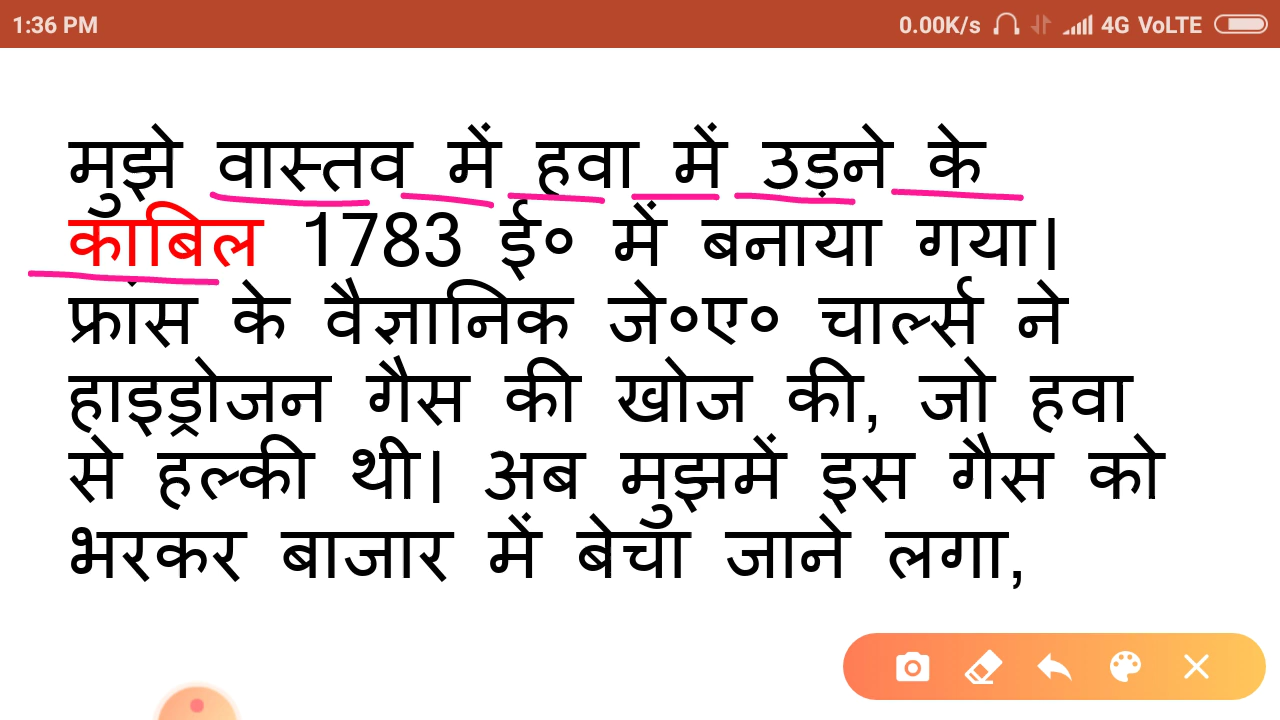 1:36 PM 0.00K/s 4G VoLTE
मुझे वास्तव में हवा में उड़ने के
काबिल 1783 ई० में बनाया गया।
फ्रांस के वैज्ञानिक जे०ए० चार्ल्स ने
हाइड्रोजन गैस की खोज की, जो हवा
से हल्की थी। अब मुझमें इस गैस को
भरकर बाजार में बेचा जाने लगा,